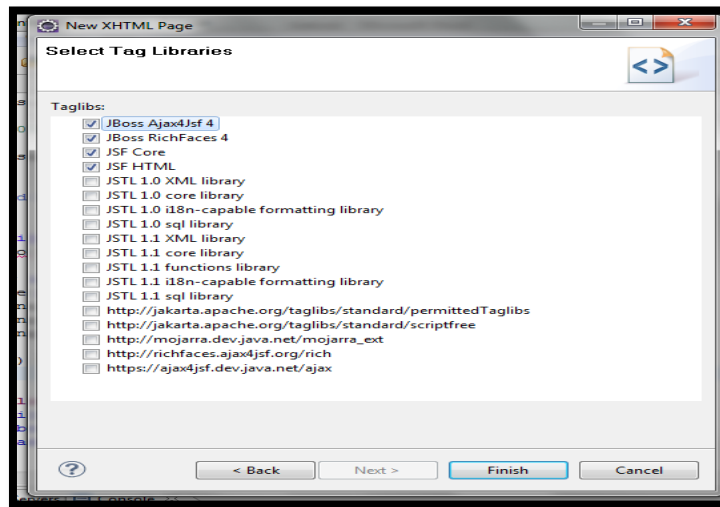 New XHTML Page
Select Tag Libraries
Taglibs:
JBoss Ajax4Jsf 4
JBoss RichFaces 4
JSF Core
JSF HTML
JSTL 1.0 XML library
JSTL 1.0 core library
JSTL 1.0 i18n-capable formatting library
JSTL 1.0 sql library
JSTL 1.1 XML library
JSTL 1.1 core library
JSTL 1.1 functions library
JSTL 1.1 i18n-capable formatting library
JSTL 1.1 sql library
http://jakarta.apache.org/taglibs/standard/permittedTaglibs
http://jakarta.apache.org/taglibs/standard/scriptfree
http://mojarra.dev.java.net/mojarra_ext
http://richfaces.ajax4jsf.org/rich
https://ajax4jsf.dev.java.net/ajax
< Back Next > Finish Cancel